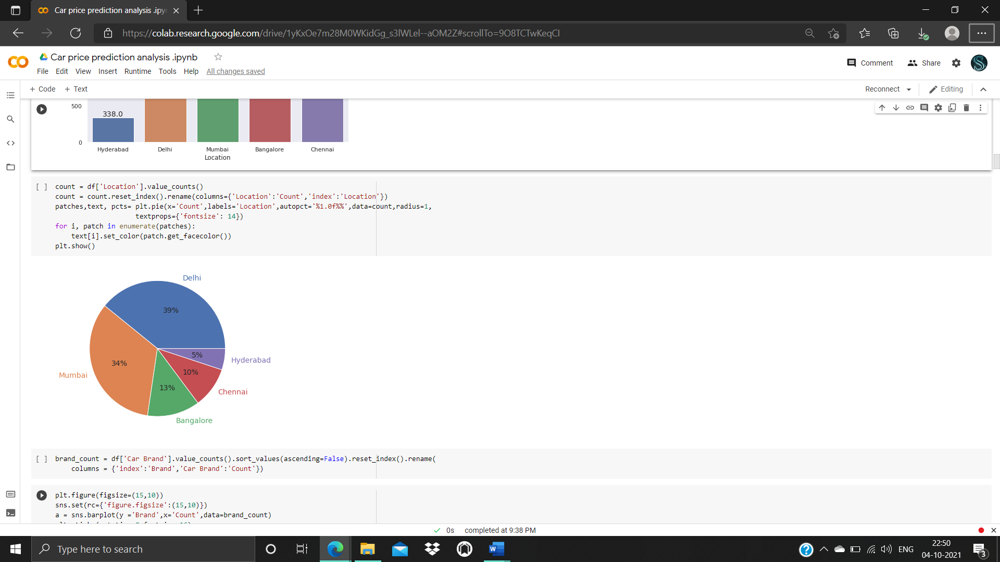 Car price prediction analysis .ipyn
https://colab.research.google.com/drive/1yKxOe7m28M0WKidGg_s3lWLel--aOM2Z#scrollTo=9O8TCTwKeqCI
Car price prediction analysis .ipynb
File Edit View Insert Runtime Tools Help All changes saved
Comment Share
+ Code + Text
Reconnect Editing
500
338.0
0
Hyderabad Delhi Mumbai Bangalore Chennai
Location
[ ] count = df['Location'].value_counts()
count = count.reset_index().rename(columns={'Location':'Count','index':'Location'})
patches,text, pcts= plt.pie(x='Count',labels='Location',autopct='%1.0f%%',data=count,radius=1,
textprops={'fontsize': 14})
for i, patch in enumerate(patches):
text[i].set_color(patch.get_facecolor())
plt.show()
Delhi
39%
5%
Hyderabad
34%
10%
Mumbai
13%
Chennai
Bangalore
[ ] brand_count = df['Car Brand'].value_counts().sort_values(ascending=False).reset_index().rename(
columns = {'index':'Brand','Car Brand':'Count'})
plt.figure(figsize=(15,10))
sns.set(rc={'figure.figsize':(15,10)})
a = sns.barplot(y ='Brand',x='Count',data=brand_count)
0s completed at 9:38 PM
Type here to search
ENG
22:50
04-10-2021
3